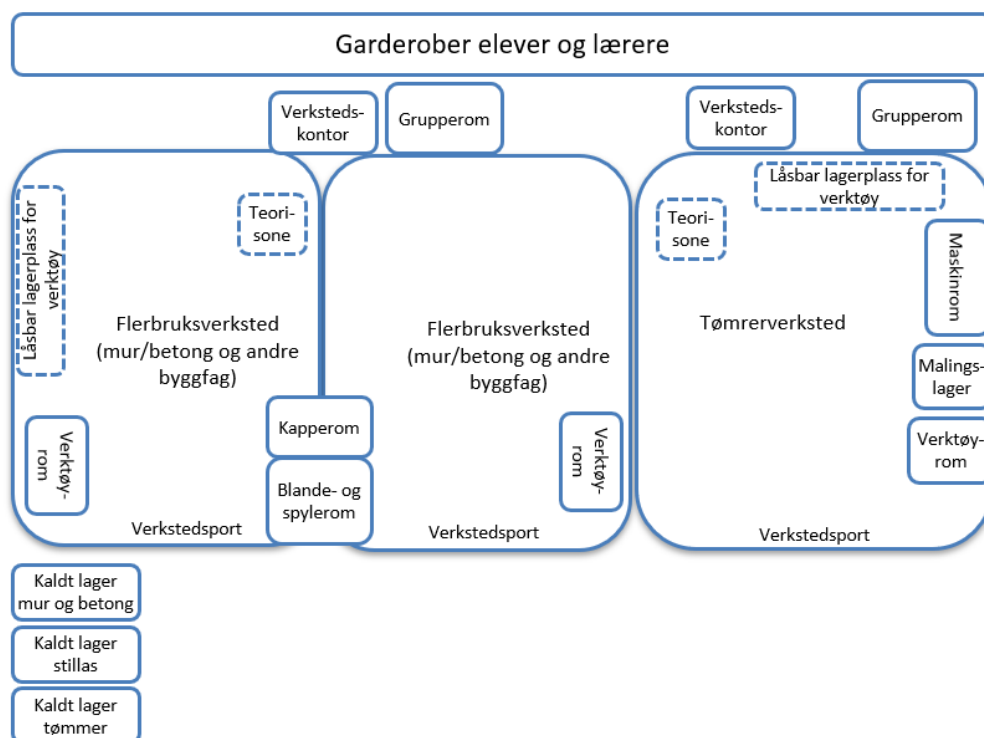 Garderober elever og lærere
Verksteds-
kontor
Grupperom
Verksteds-
kontor
Grupperom
Låsbar lagerplass for
verktøy
Teori-
sone
Flerbruksverksted
(mur/betong og andre
byggfag)
Verktøy-
rom
Kapperom
Blande- og
spylerom
Verkstedsport
Flerbruksverksted
(mur/betong og andre
byggfag)
Verktøy-
rom
Verkstedsport
Låsbar lagerplass for
verktøy
Teori-
sone
Tømrerverksted
Maskinrom
Malings-
lager
Verktøy-
rom
Verkstedsport
Kaldt lager
mur og betong
Kaldt lager
stillas
Kaldt lager
tømmer